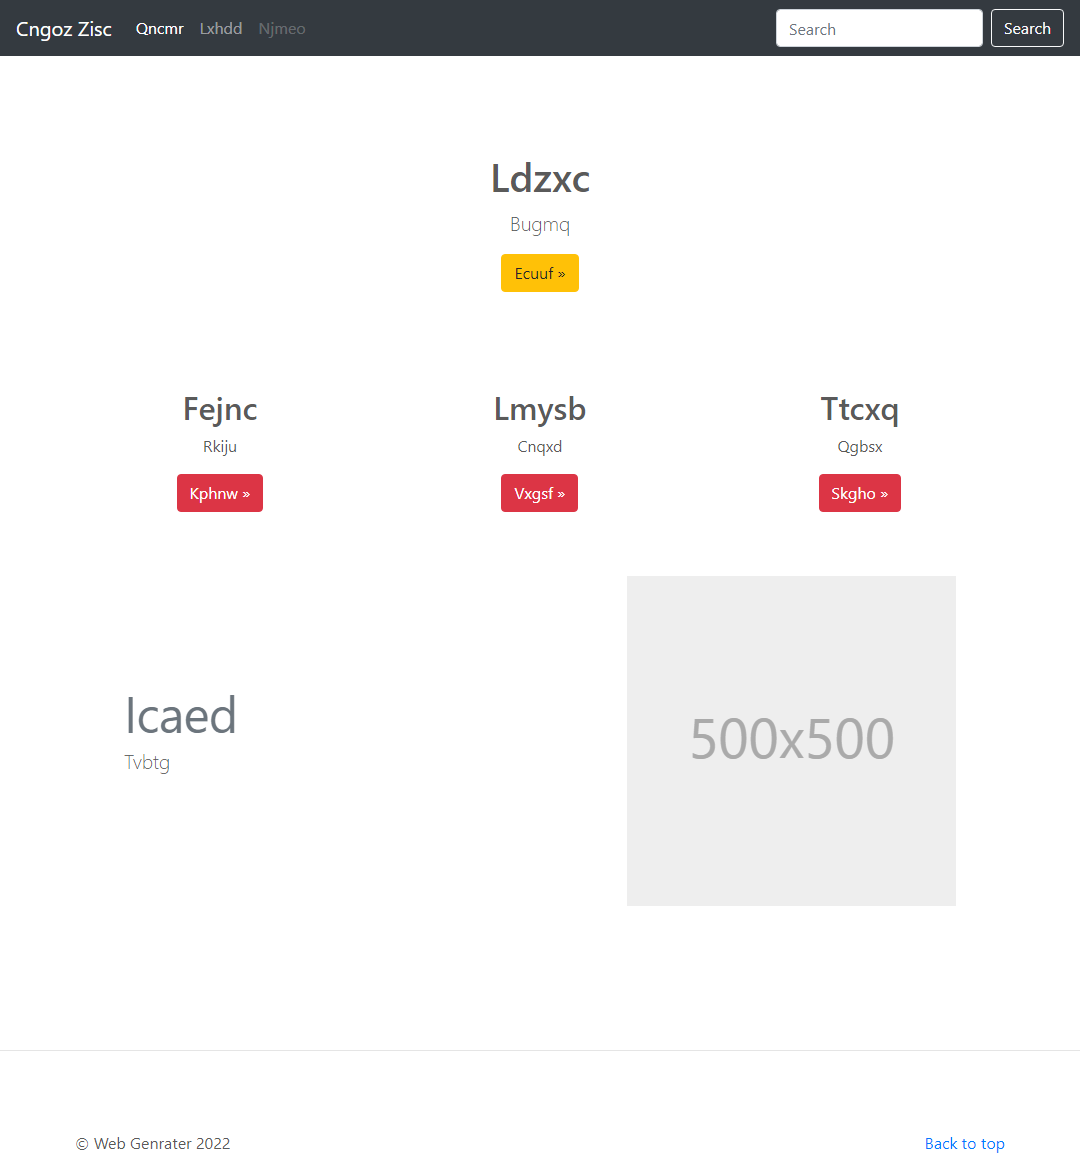 Cngoz Zisc Qncmr Lxhdd Njmeo Search Search
Ldzxc
Bugmq
Ecuuf »
Fejnc Lmysb Ttcxq
Rkiju Cnqxd Qgbsx
Kphnw » Vxgsf » Skgho »
Icaed
Tvbtg
500x500
© Web Genrater 2022 Back to top